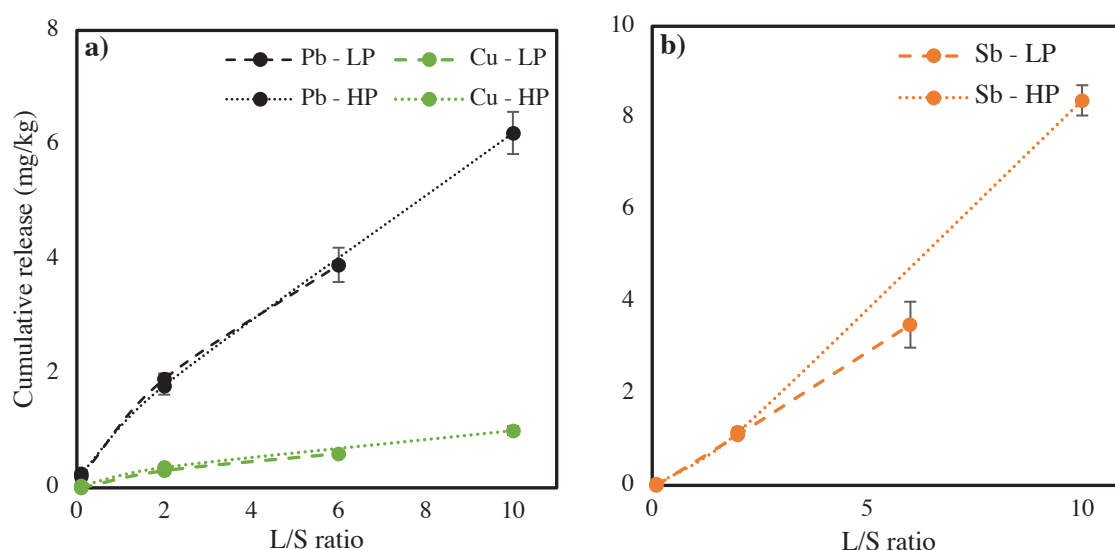 a)
Pb - LP
Cu - LP
Pb - HP
Cu - HP
Cumulative release (mg/kg)
8
6
4
2
0
0 2 4 6 8 10
L/S ratio
b)
Sb - LP
Sb - HP
10
8
6
4
2
0
0 5 10
L/S ratio